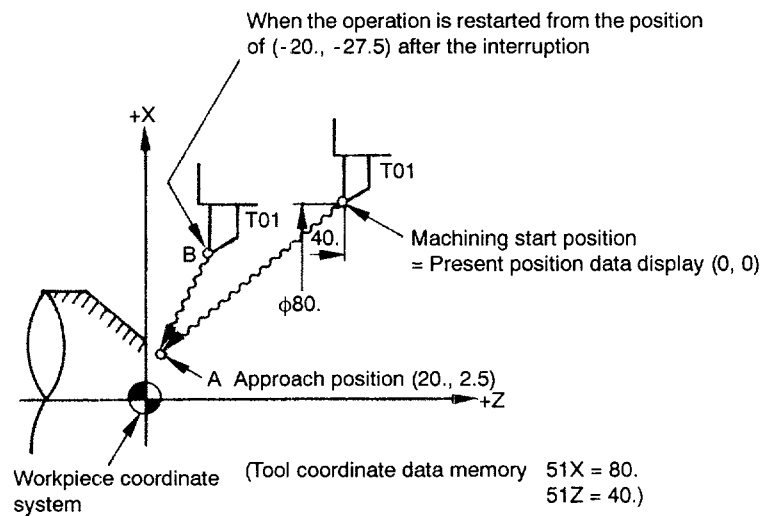 When the operation is restarted from the position
of (-20., -27.5) after the interruption
+X
T01
T01
B
40.
Machining start position
= Present position data display (0, 0)
φ80.
A Approach position (20., 2.5)
+Z
Workpiece coordinate
system
(Tool coordinate data memory 51X = 80.
51Z = 40.)